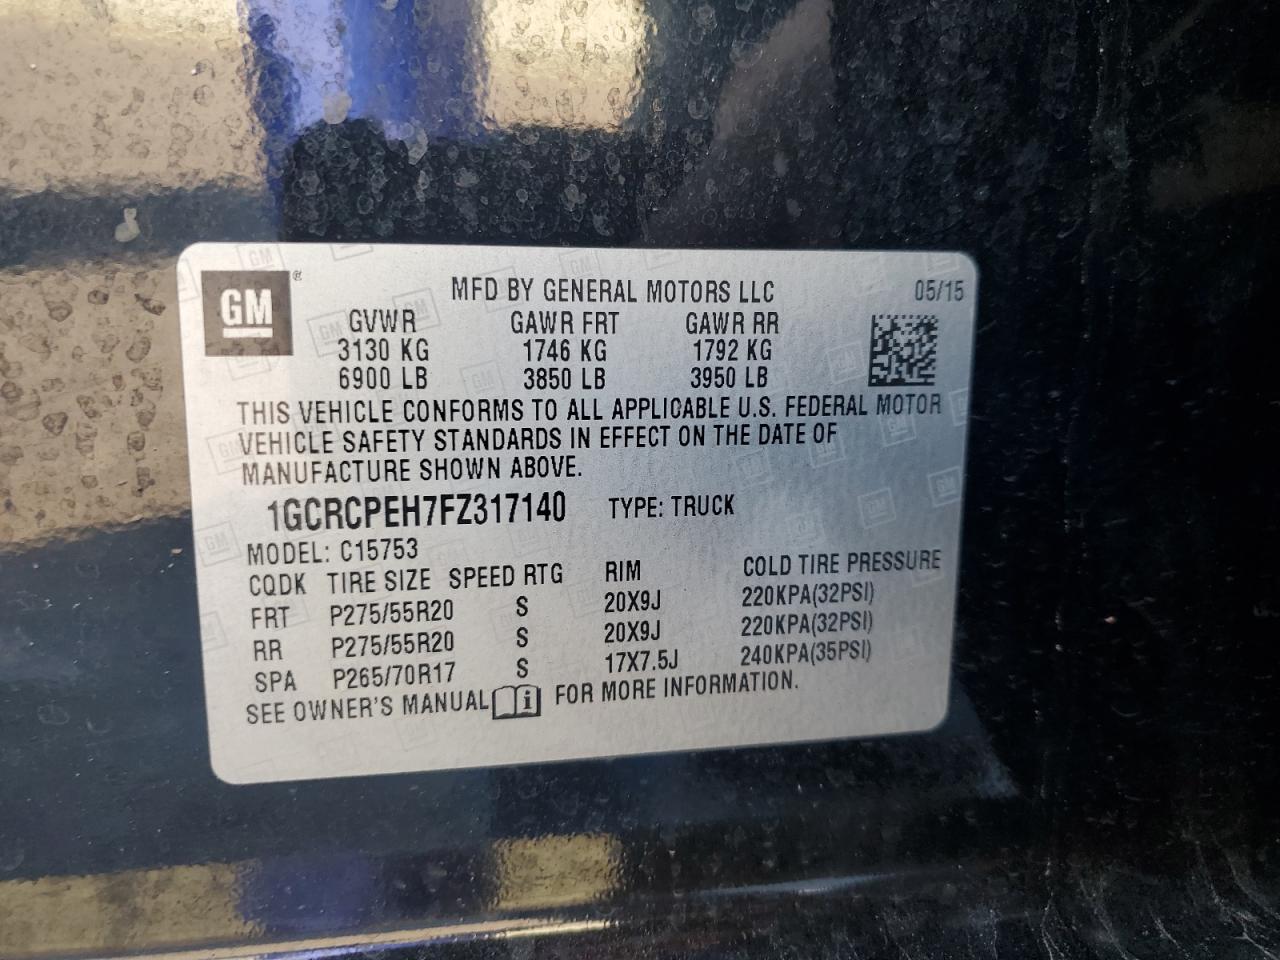 GM
MFD BY GENERAL MOTORS LLC 05/15
GVWR GAWR FRT GAWR RR
3130 KG 1746 KG 1792 KG
6900 LB 3850 LB 3950 LB
THIS VEHICLE CONFORMS TO ALL APPLICABLE U.S. FEDERAL MOTOR
VEHICLE SAFETY STANDARDS IN EFFECT ON THE DATE OF
MANUFACTURE SHOWN ABOVE.
1GCRCPEH7FZ317140 TYPE: TRUCK
MODEL: C15753
CQDK TIRE SIZE SPEED RTG RIM COLD TIRE PRESSURE
FRT P275/55R20 S 20X9J 220KPA(32PSI)
RR P275/55R20 S 20X9J 220KPA(32PSI)
SPA P265/70R17 S 17X7.5J 240KPA(35PSI)
SEE OWNER'S MANUAL i FOR MORE INFORMATION.